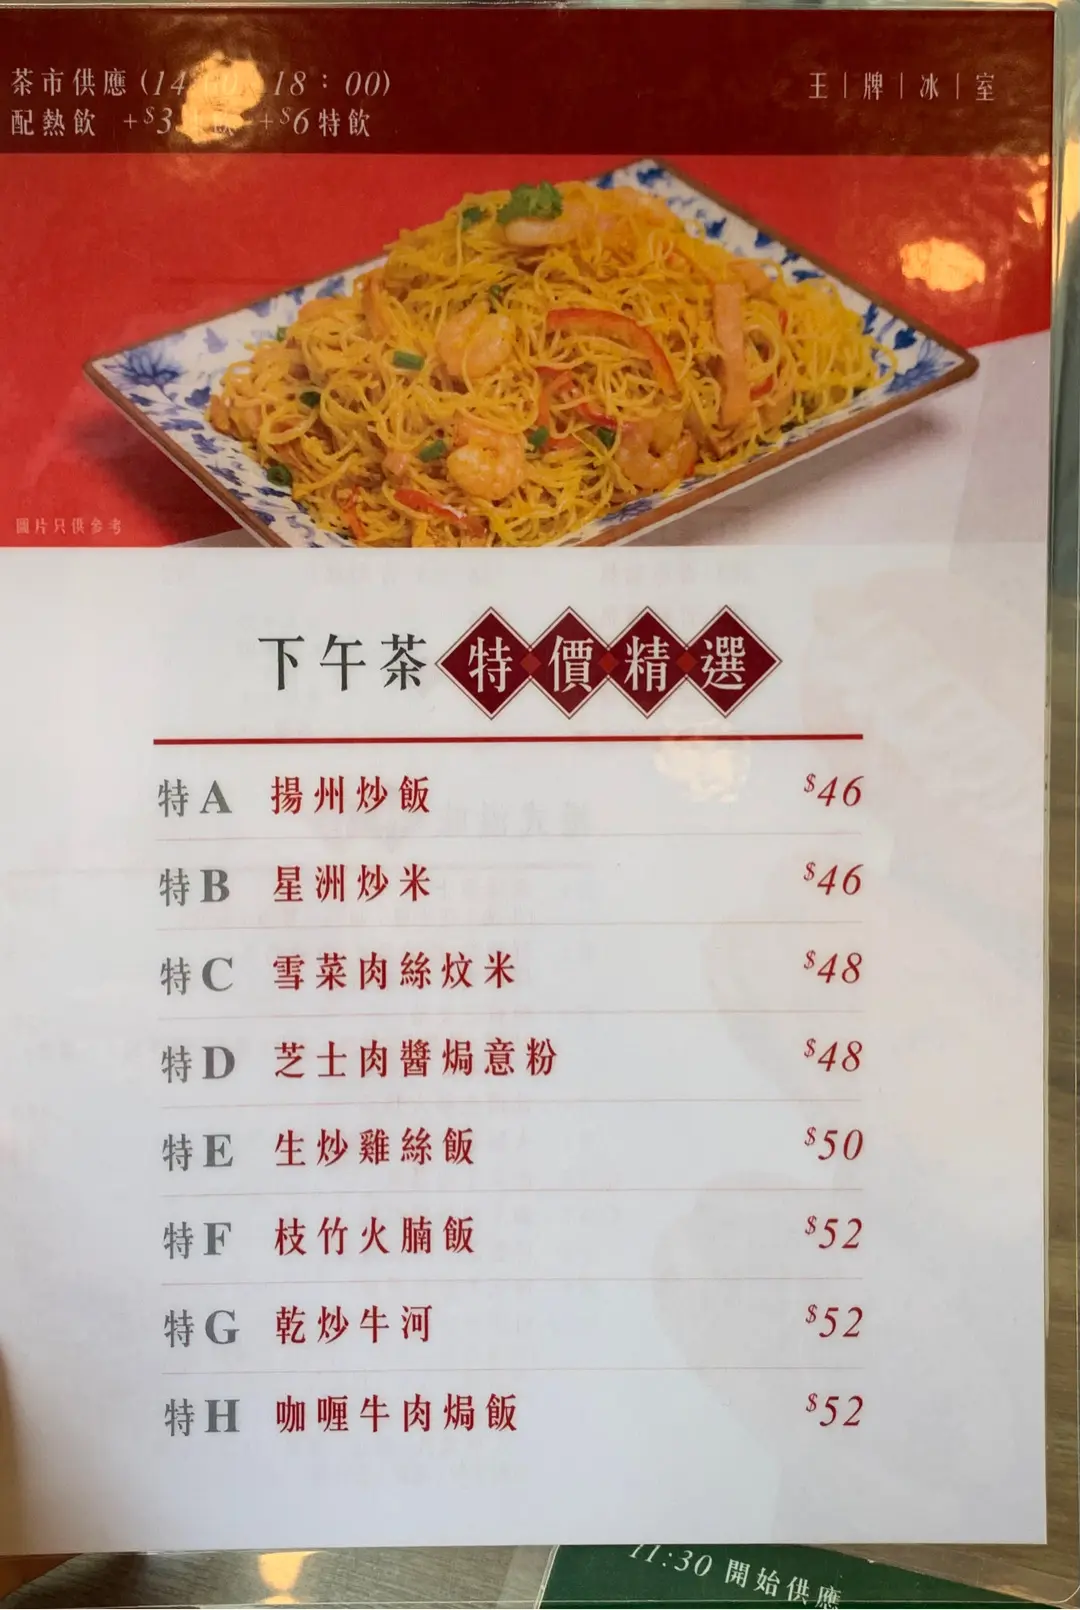 茶市供應 (14 18：00)
王|牌|冰|室
配熱飲 +$3 +$6特飲
圖片只供參考
下午茶 特價精選
特A 揚州炒飯 $46
特B 星洲炒米 $46
特C 雪菜肉絲炆米 $48
特D 芝士肉醬焗意粉 $48
特E 生炒雞絲飯 $50
特F 枝竹火腩飯 $52
特G 乾炒牛河 $52
特H 咖喱牛肉焗飯 $52
11:30 開始供應